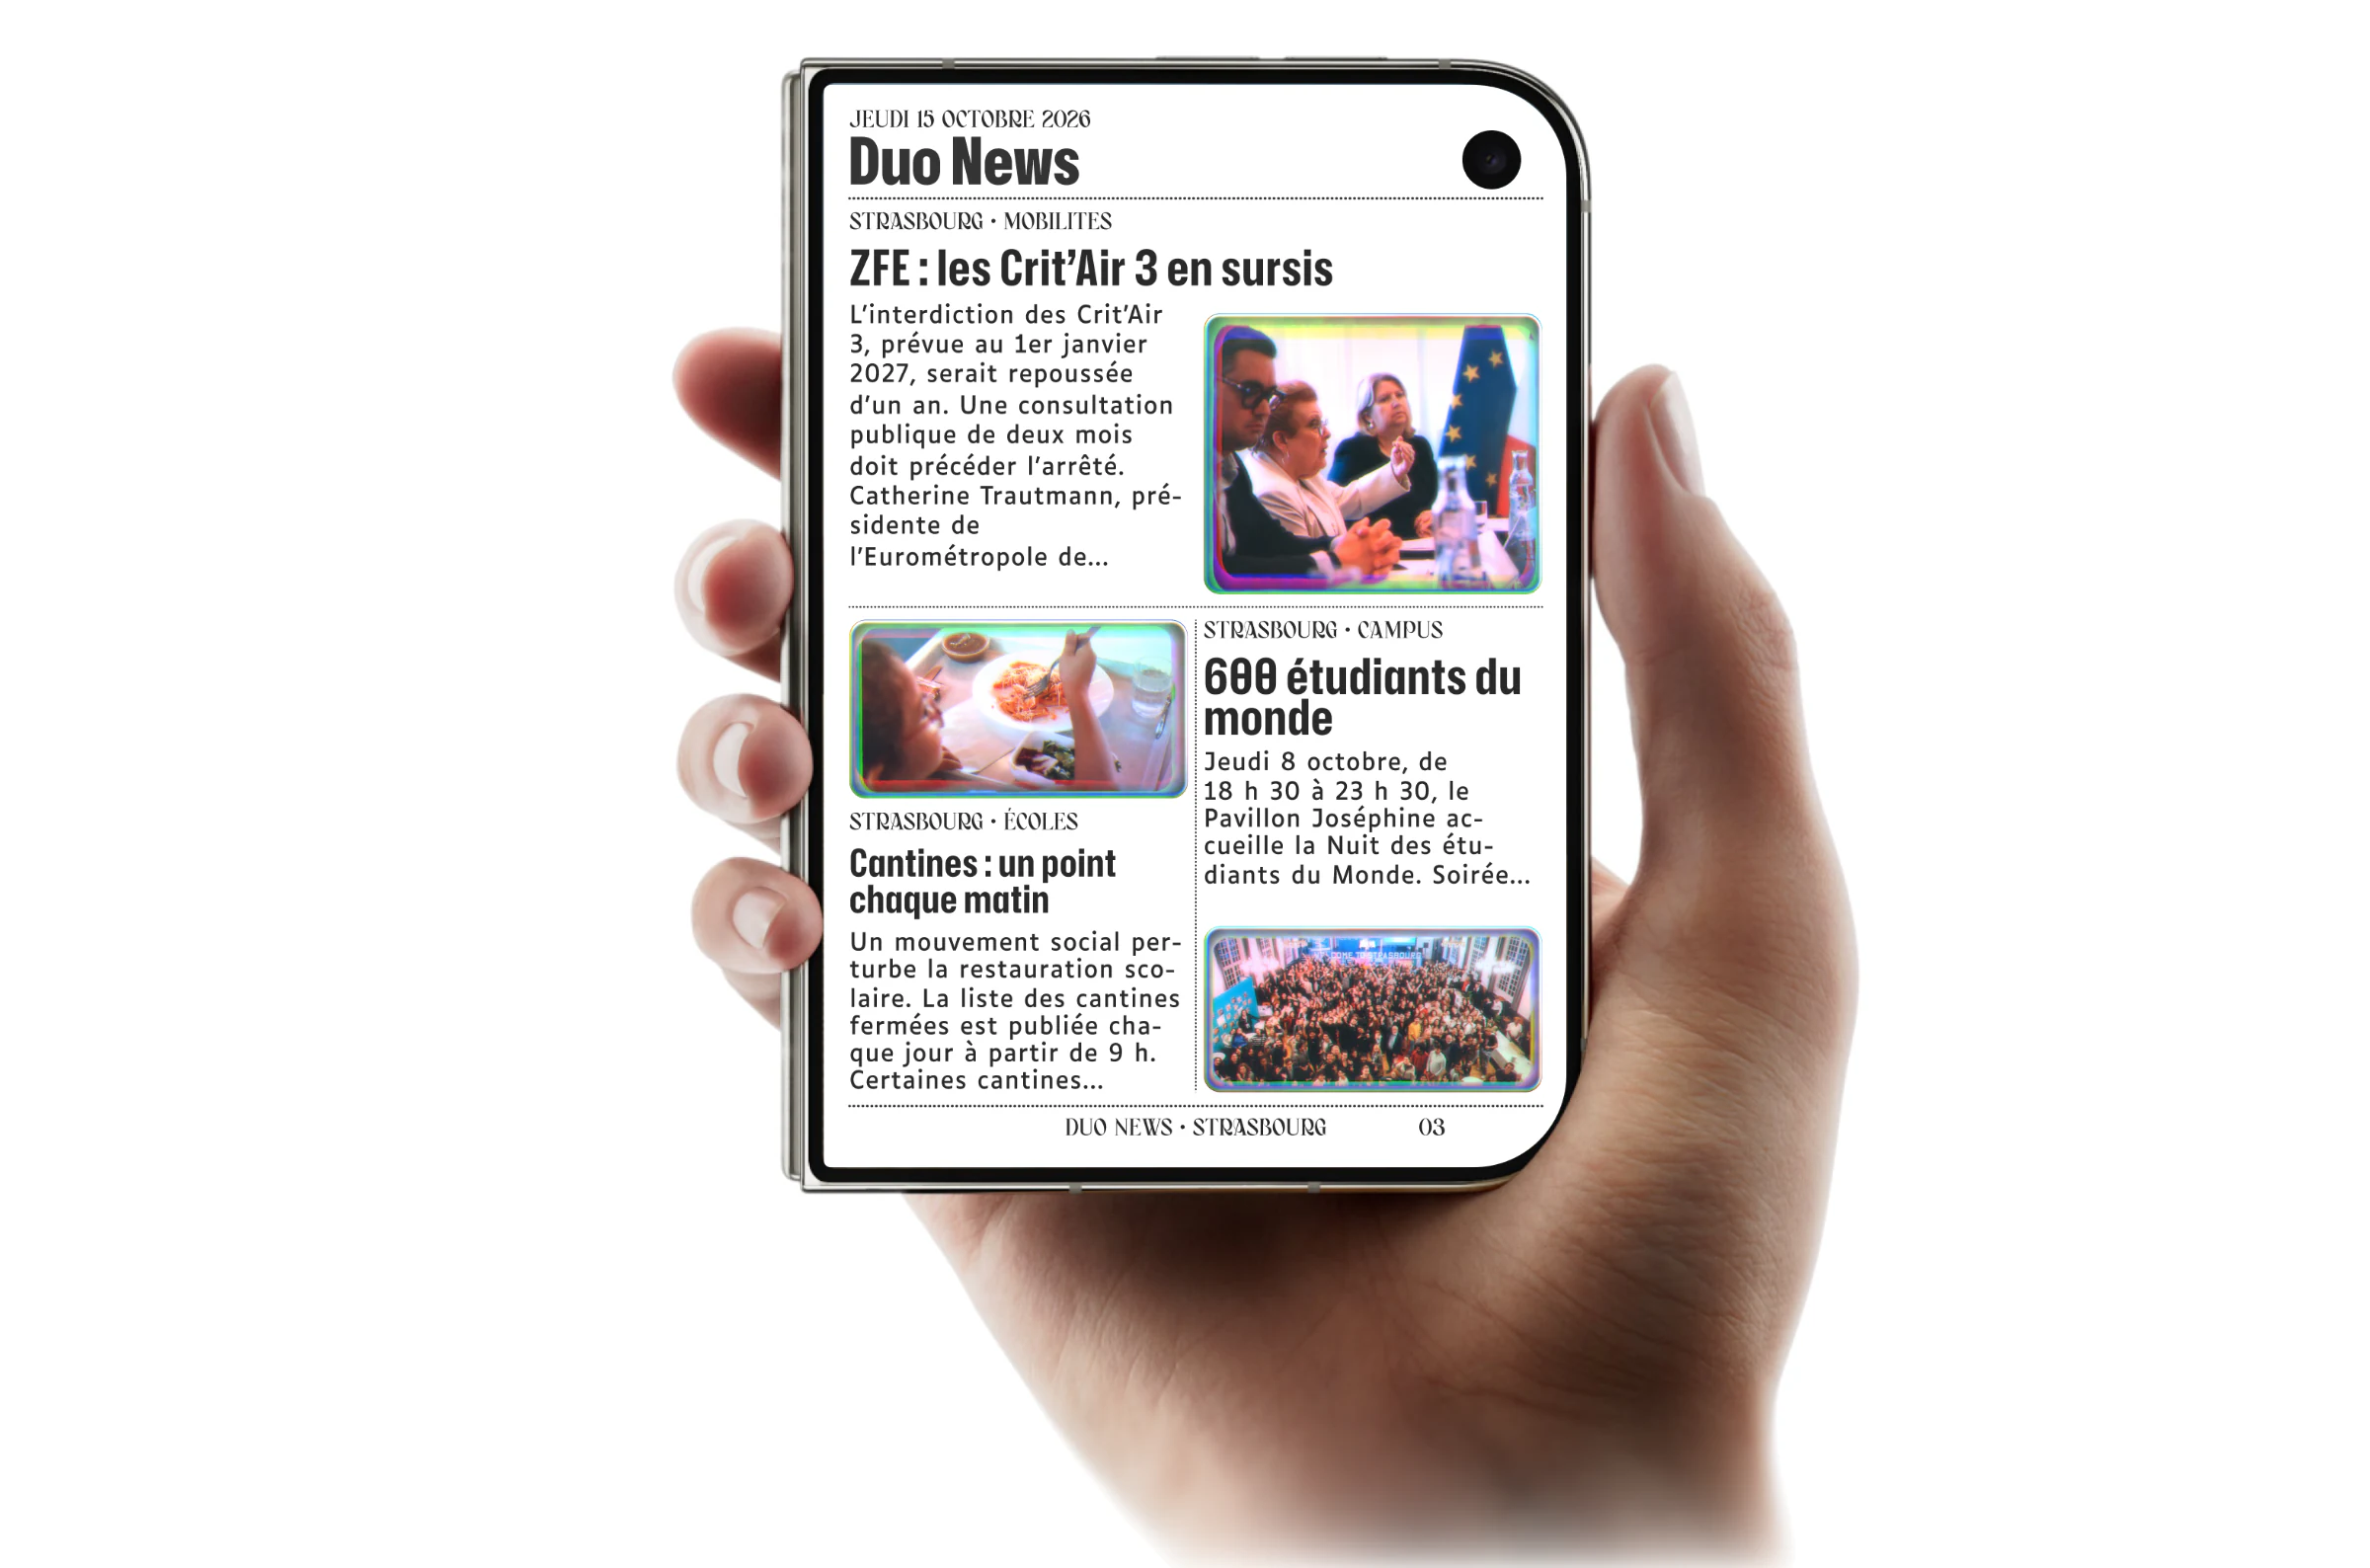 JEUDI 15 OCTOBRE 2026
Duo News
STRASBOURG • MOBILITES
ZFE : les Crit’Air 3 en sursis
L’interdiction des Crit’Air
3, prévue au 1er janvier
2027, serait repoussée
d’un an. Une consultation
publique de deux mois
doit précéder l’arrêté.
Catherine Trautmann, pré-
sidente de
l’Eurométropole de...
STRASBOURG • ÉCOLES
Cantines : un point
chaque matin
Un mouvement social per-
turbe la restauration sco-
laire. La liste des cantines
fermées est publiée cha-
que jour à partir de 9 h.
Certaines cantines...
STRASBOURG • CAMPUS
600 étudiants du
monde
Jeudi 8 octobre, de
18 h 30 à 23 h 30, le
Pavillon Joséphine ac-
cueille la Nuit des étu-
diants du Monde. Soirée...
TO STRASBOURG
DUO NEWS • STRASBOURG
03